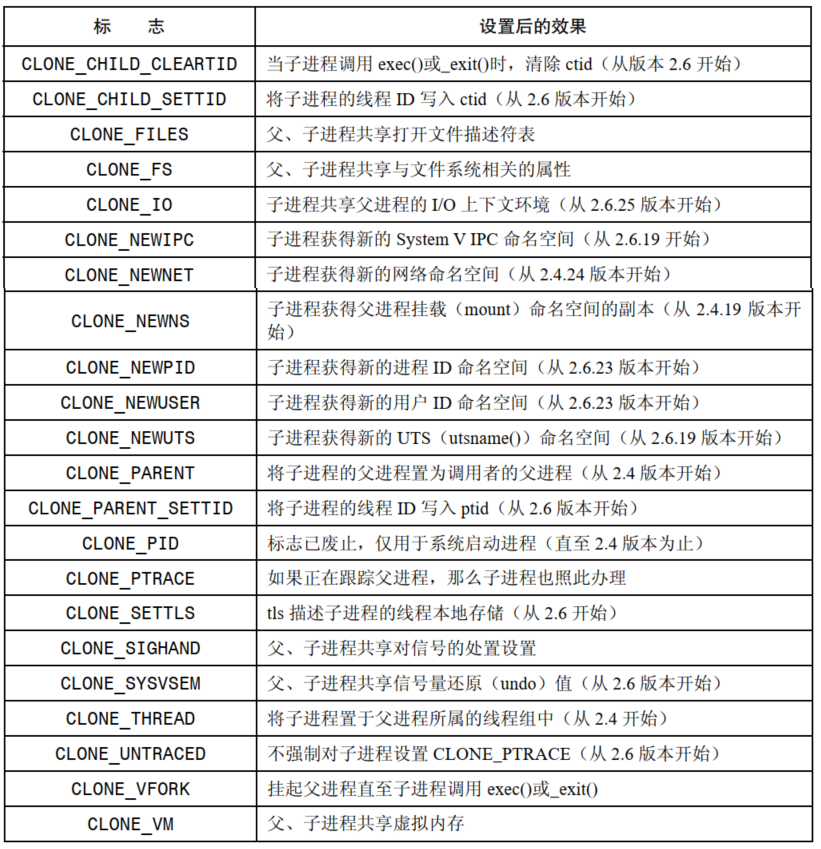 标 志 设置后的效果
CLONE_CHILD_CLEARTID 当子进程调用 exec()或_exit()时，清除 ctid（从版本 2.6 开始）
CLONE_CHILD_SETTID 将子进程的线程 ID 写入 ctid（从 2.6 版本开始）
CLONE_FILES 父、子进程共享打开文件描述符表
CLONE_FS 父、子进程共享与文件系统相关的属性
CLONE_IO 子进程共享父进程的 I/O 上下文环境（从 2.6.25 版本开始）
CLONE_NEWIPC 子进程获得新的 System V IPC 命名空间（从 2.6.19 开始）
CLONE_NEWNET 子进程获得新的网络命名空间（从 2.4.24 版本开始）
CLONE_NEWNS 子进程获得父进程挂载（mount）命名空间的副本（从 2.4.19 版本开
始）
CLONE_NEWPID 子进程获得新的进程 ID 命名空间（从 2.6.23 版本开始）
CLONE_NEWUSER 子进程获得新的用户 ID 命名空间（从 2.6.23 版本开始）
CLONE_NEWUTS 子进程获得新的 UTS（utsname()）命名空间（从 2.6.19 版本开始）
CLONE_PARENT 将子进程的父进程置为调用者的父进程（从 2.4 版本开始）
CLONE_PARENT_SETTID 将子进程的线程 ID 写入 ptid（从 2.6 版本开始）
CLONE_PID 标志已废止，仅用于系统启动进程（直至 2.4 版本为止）
CLONE_PTRACE 如果正在跟踪父进程，那么子进程也照此办理
CLONE_SETTLS tls 描述子进程的线程本地存储（从 2.6 开始）
CLONE_SIGHAND 父、子进程共享对信号的处置设置
CLONE_SYSVSEM 父、子进程共享信号量还原（undo）值（从 2.6 版本开始）
CLONE_THREAD 将子进程置于父进程所属的线程组中（从 2.4 开始）
CLONE_UNTRACED 不强制对子进程设置 CLONE_PTRACE（从 2.6 版本开始）
CLONE_VFORK 挂起父进程直至子进程调用 exec()或_exit()
CLONE_VM 父、子进程共享虚拟内存